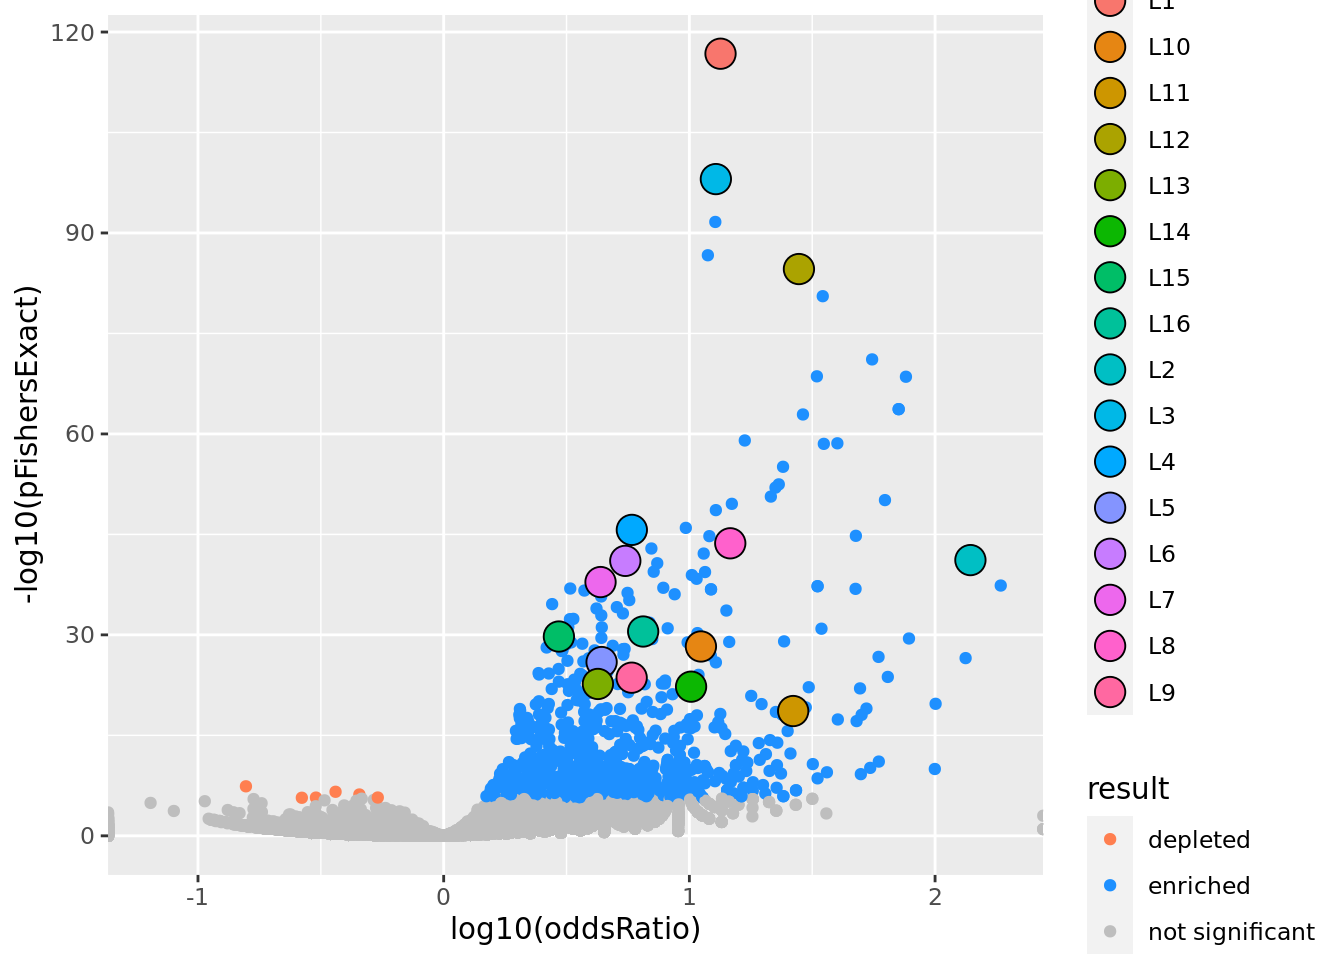 120
90
60
30
0
-log10(pFishersExact)
-1
0
1
2
log10(oddsRatio)
L1
L10
L11
L12
L13
L14
L15
L16
L2
L3
L4
L5
L6
L7
L8
L9
result
depleted
enriched
not significant